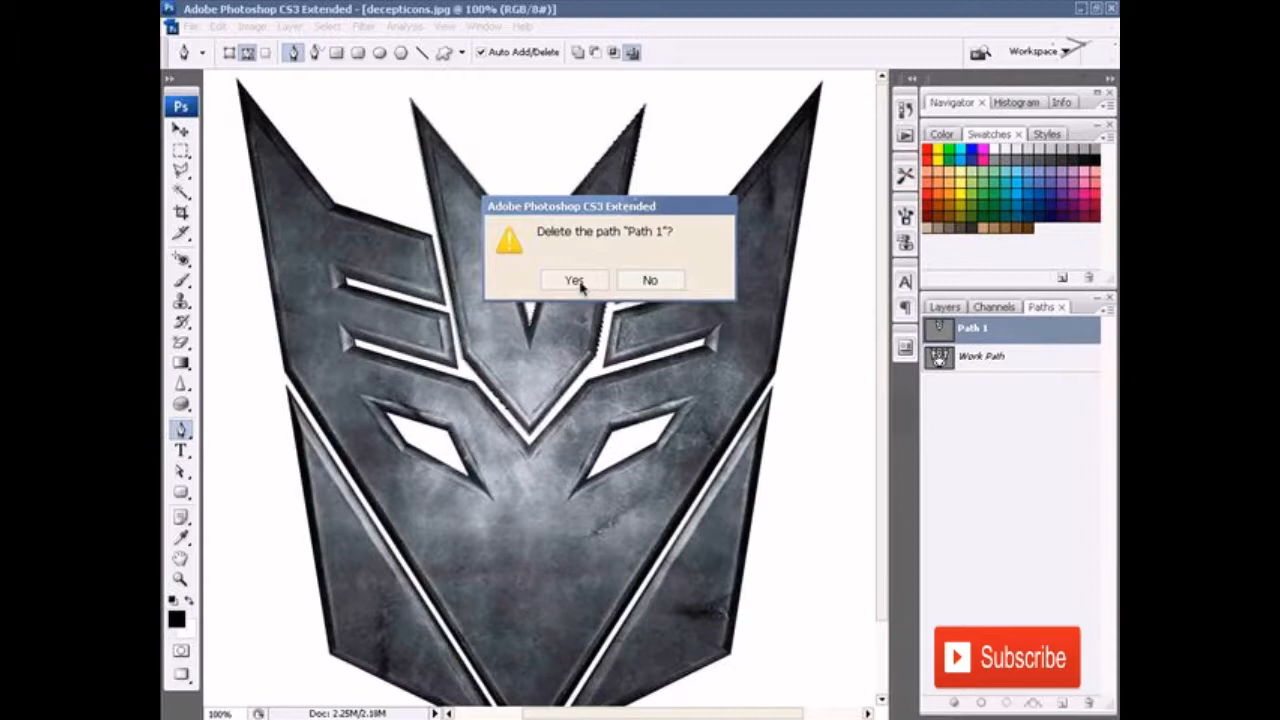 Adobe Photoshop CS3 Extended - [decepticons.jpg @ 100% (RGB/8#)]
File Edit Image Layer Select Filter Analysis View Window Help
Auto Add/Delete
Workspace
Ps
Navigator Histogram Info
Color Swatches Styles
Adobe Photoshop CS3 Extended
Delete the path "Path 1"?
Yes No
Layers Channels Paths
Path 1
Work Path
Subscribe
100% Doc: 2.25M/2.18M